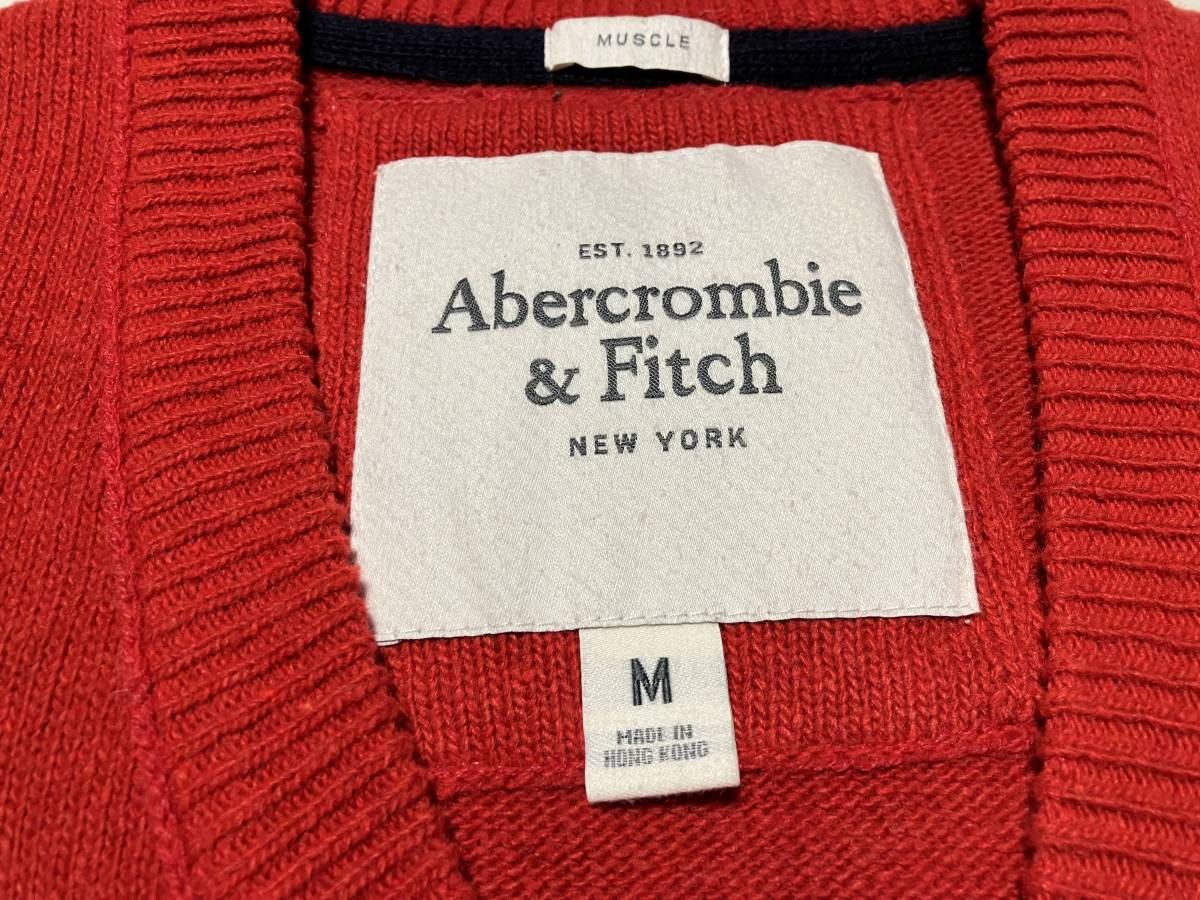 MUSCLE
EST. 1892
Abercrombie
& Fitch
NEW YORK
M
MADE IN
HONG KONG